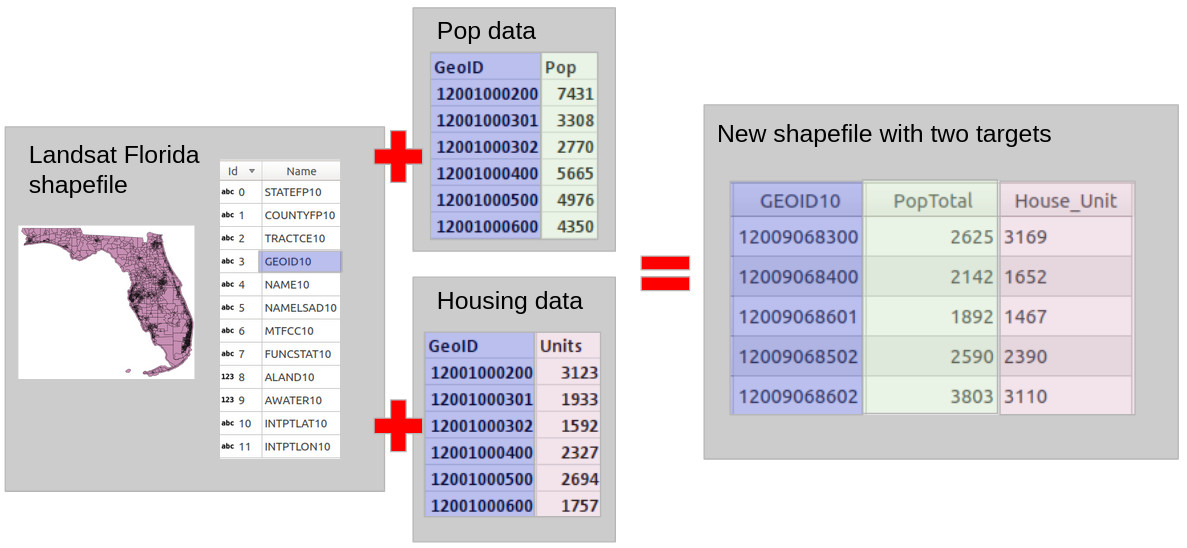 Landsat Florida
shapefile
Id Name
abc 0 STATEFP10
abc 1 COUNTYFP10
abc 2 TRACTCE10
abc 3 GEOID10
abc 4 NAME10
abc 5 NAMELSAD10
abc 6 MTFCC10
abc 7 FUNCSTAT10
123 8 ALAND10
123 9 AWATER10
abc 10 INTPTLAT10
abc 11 INTPTLON10
Pop data
GeoID Pop
12001000200 7431
12001000301 3308
12001000302 2770
12001000400 5665
12001000500 4976
12001000600 4350
Housing data
GeoID Units
12001000200 3123
12001000301 1933
12001000302 1592
12001000400 2327
12001000500 2694
12001000600 1757
New shapefile with two targets
GEOID10 PopTotal House_Unit
12009068300 2625 3169
12009068400 2142 1652
12009068601 1892 1467
12009068502 2590 2390
12009068602 3803 3110